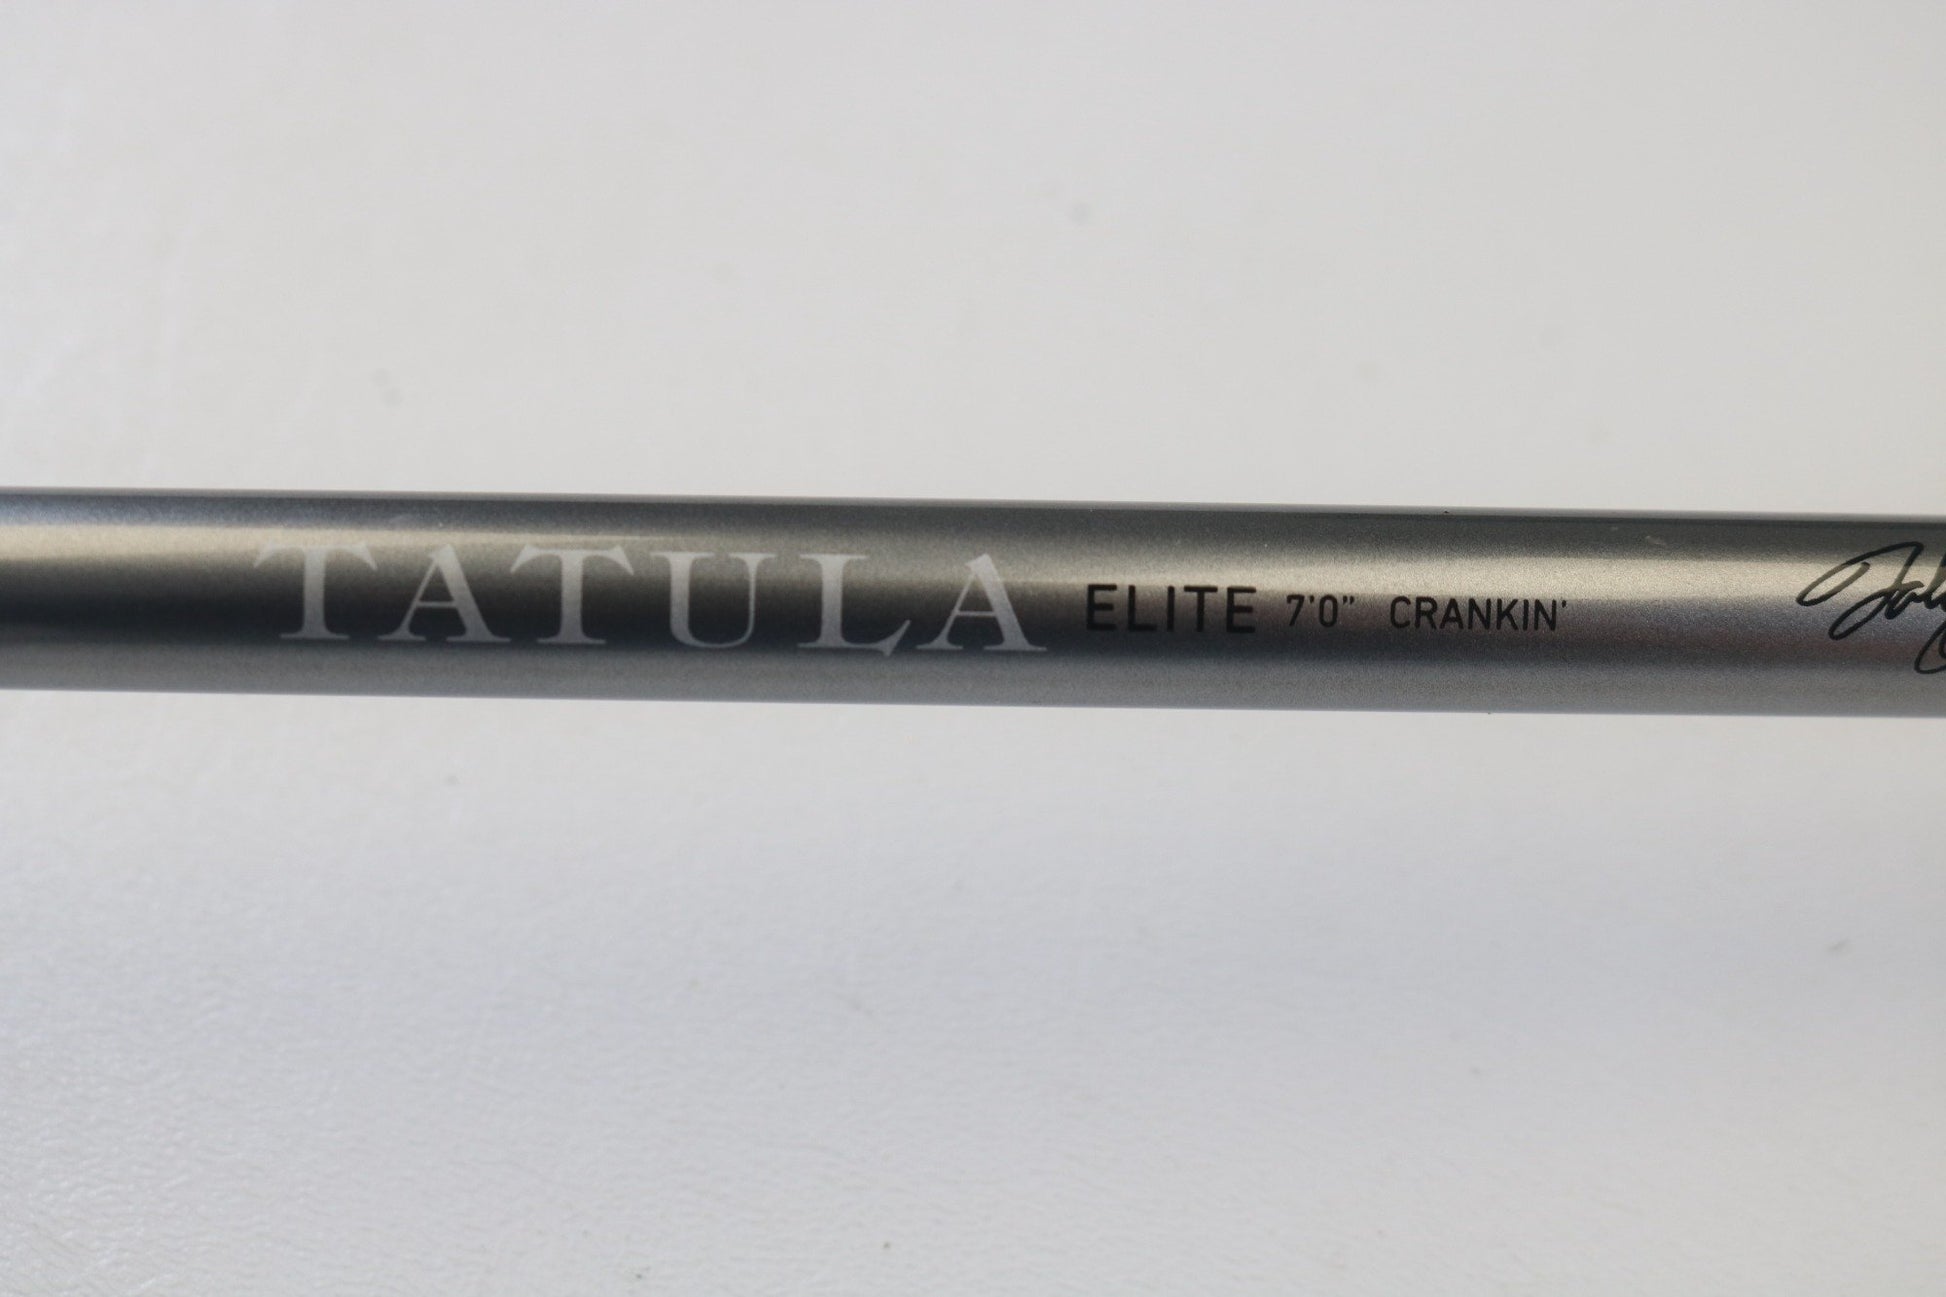 TATULA ELITE 7'0" CRANKIN'